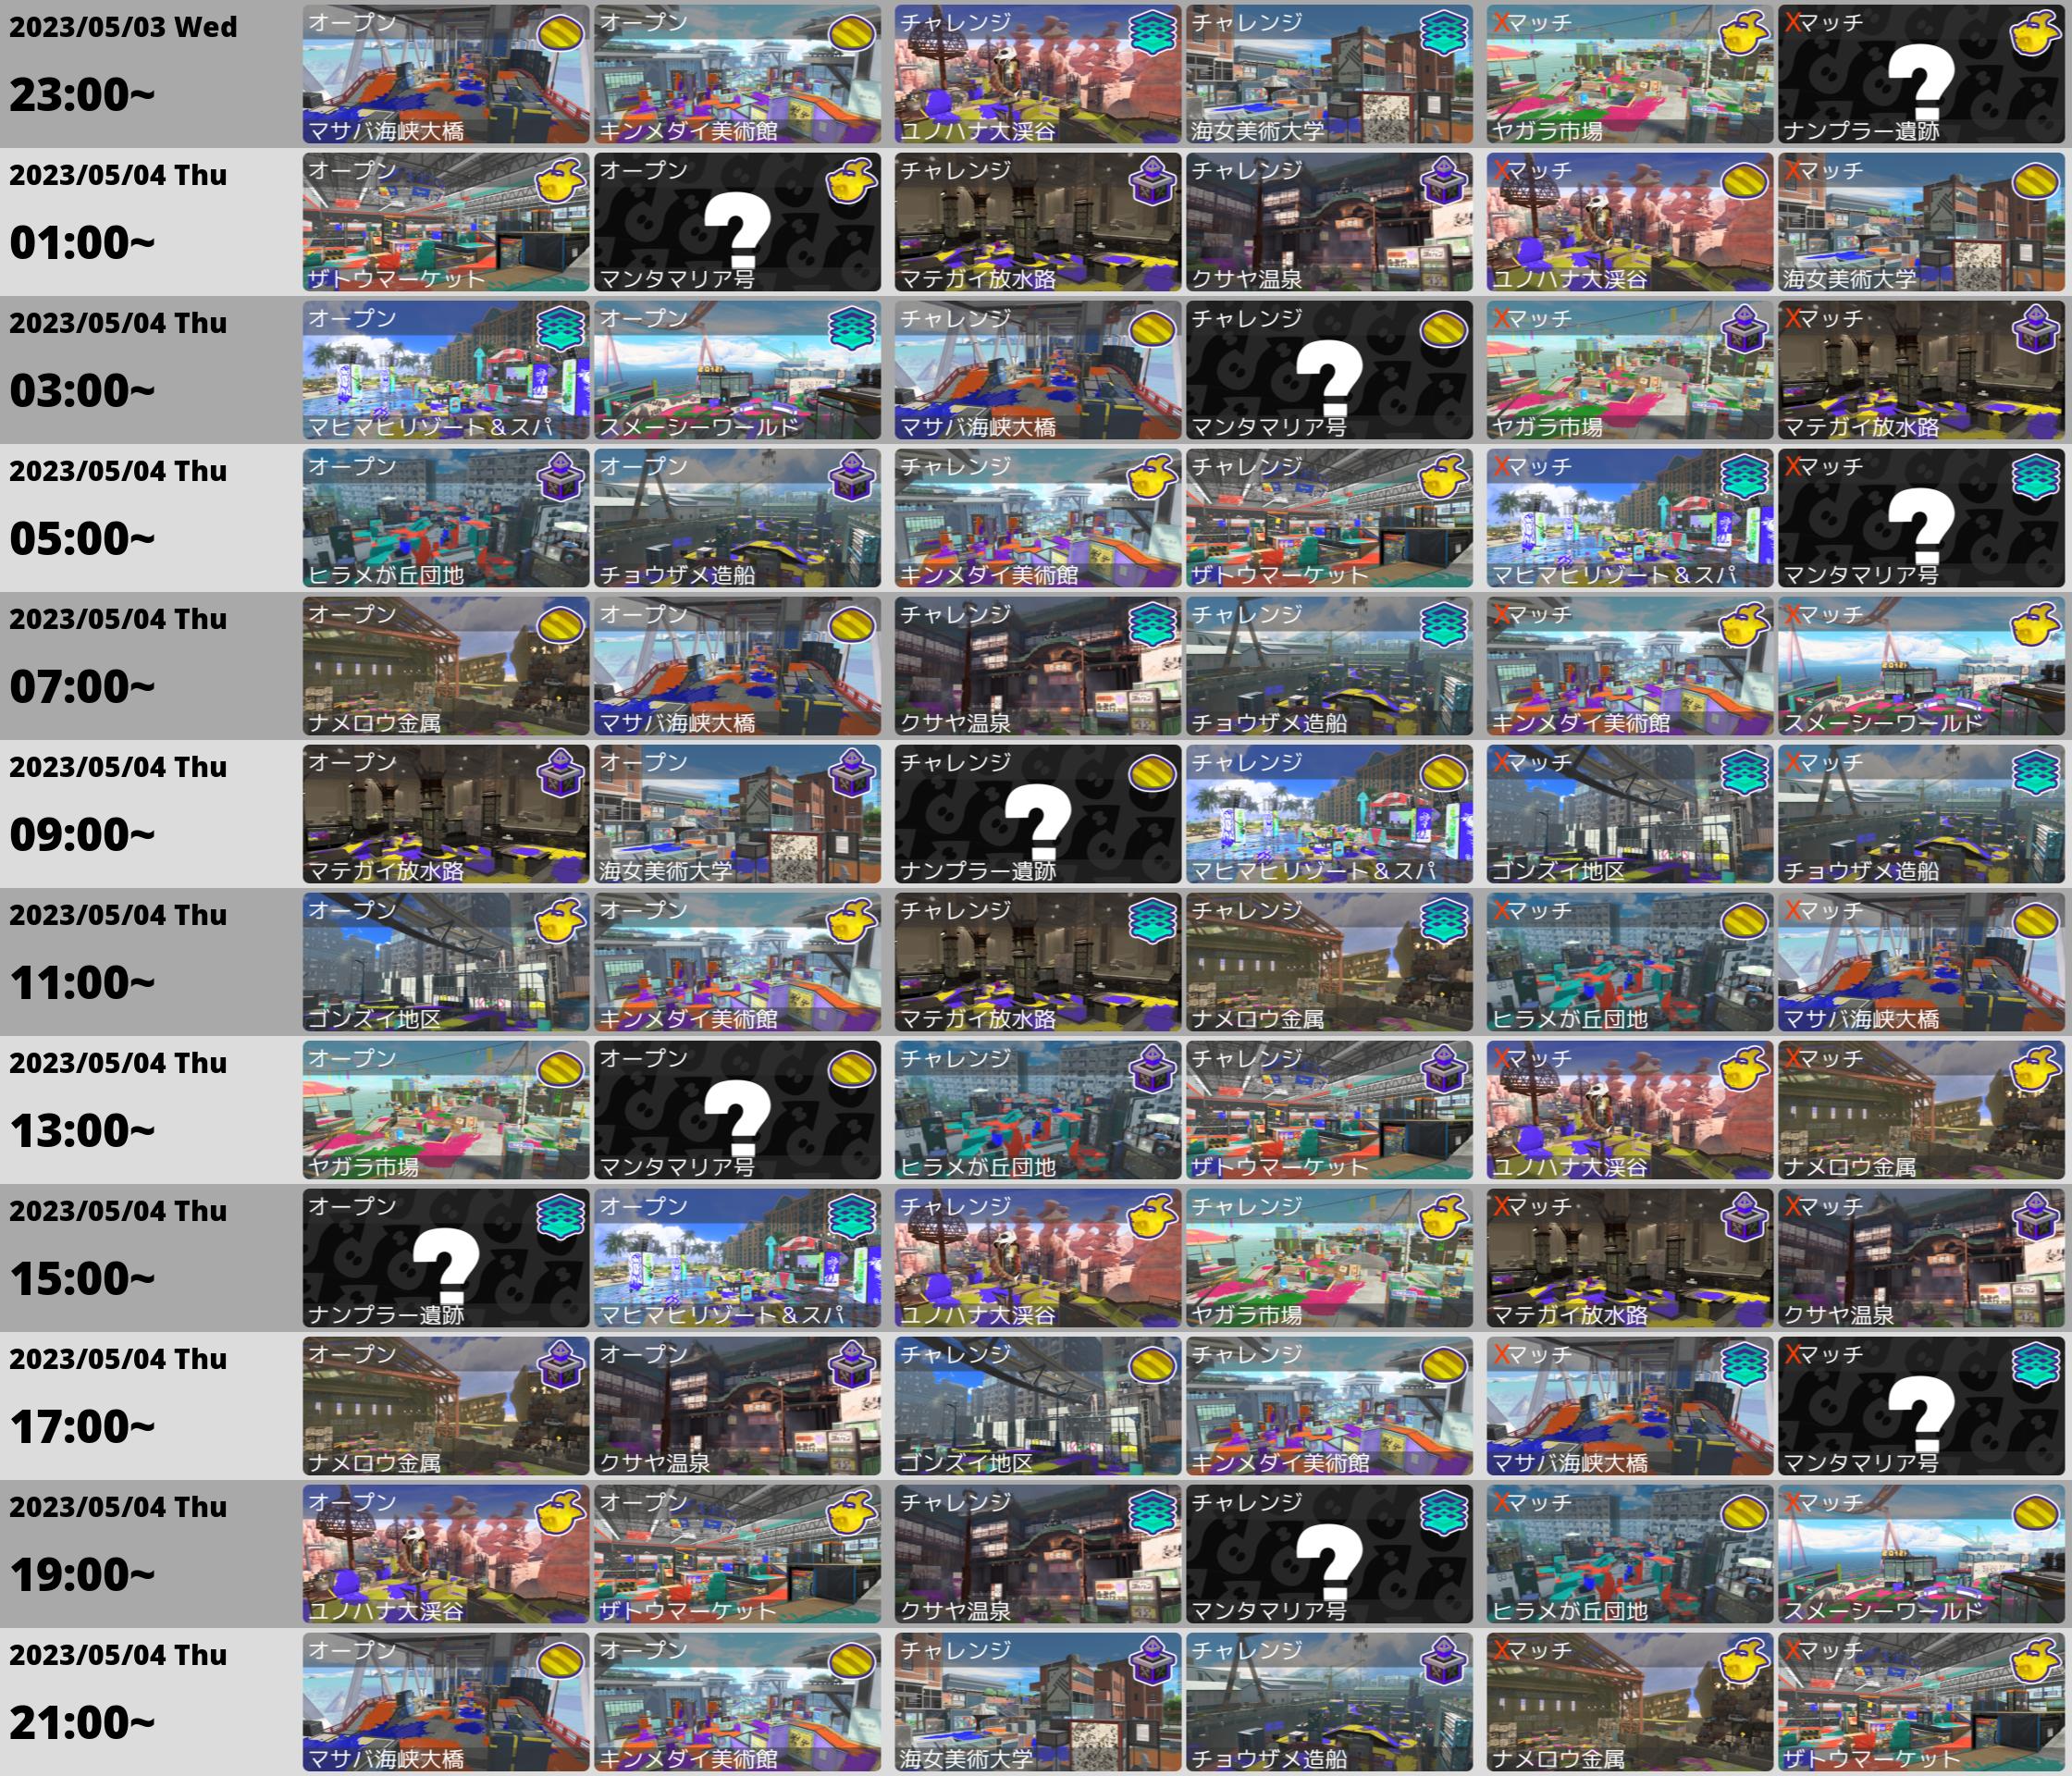 2023/05/03 Wed
23:00~
オープン オープン チャレンジ チャレンジ Xマッチ Xマッチ
マサバ海峡大橋 キンメダイ美術館 ユノハナ大渓谷 海女美術大学 ヤガラ市場 ナンプラー遺跡
2023/05/04 Thu
01:00~
オープン オープン チャレンジ チャレンジ Xマッチ Xマッチ
ザトウマーケット マンタマリア号 マテガイ放水路 クサヤ温泉 ユノハナ大渓谷 海女美術大学
2023/05/04 Thu
03:00~
オープン オープン チャレンジ チャレンジ Xマッチ Xマッチ
マヒマヒリゾート＆スパ スメーシーワールド マサバ海峡大橋 マンタマリア号 ヤガラ市場 マテガイ放水路
2023/05/04 Thu
05:00~
オープン オープン チャレンジ チャレンジ Xマッチ Xマッチ
ヒラメが丘団地 チョウザメ造船 キンメダイ美術館 ザトウマーケット マヒマヒリゾート＆スパ マンタマリア号
2023/05/04 Thu
07:00~
オープン オープン チャレンジ チャレンジ Xマッチ Xマッチ
ナメロウ金属 マサバ海峡大橋 クサヤ温泉 チョウザメ造船 キンメダイ美術館 スメーシーワールド
2023/05/04 Thu
09:00~
オープン オープン チャレンジ チャレンジ Xマッチ Xマッチ
マテガイ放水路 海女美術大学 ナンプラー遺跡 マヒマヒリゾート＆スパ ゴンズイ地区 チョウザメ造船
2023/05/04 Thu
11:00~
オープン オープン チャレンジ チャレンジ Xマッチ Xマッチ
ゴンズイ地区 キンメダイ美術館 マテガイ放水路 ナメロウ金属 ヒラメが丘団地 マサバ海峡大橋
2023/05/04 Thu
13:00~
オープン オープン チャレンジ チャレンジ Xマッチ Xマッチ
ヤガラ市場 マンタマリア号 ヒラメが丘団地 ザトウマーケット ユノハナ大渓谷 ナメロウ金属
2023/05/04 Thu
15:00~
オープン オープン チャレンジ チャレンジ Xマッチ Xマッチ
ナンプラー遺跡 マヒマヒリゾート＆スパ ユノハナ大渓谷 ヤガラ市場 マテガイ放水路 クサヤ温泉
2023/05/04 Thu
17:00~
オープン オープン チャレンジ チャレンジ Xマッチ Xマッチ
ナメロウ金属 クサヤ温泉 ゴンズイ地区 キンメダイ美術館 マサバ海峡大橋 マンタマリア号
2023/05/04 Thu
19:00~
オープン オープン チャレンジ チャレンジ Xマッチ Xマッチ
ユノハナ大渓谷 ザトウマーケット クサヤ温泉 マンタマリア号 ヒラメが丘団地 スメーシーワールド
2023/05/04 Thu
21:00~
オープン オープン チャレンジ チャレンジ Xマッチ Xマッチ
マサバ海峡大橋 キンメダイ美術館 海女美術大学 チョウザメ造船 ナメロウ金属 ザトウマーケット